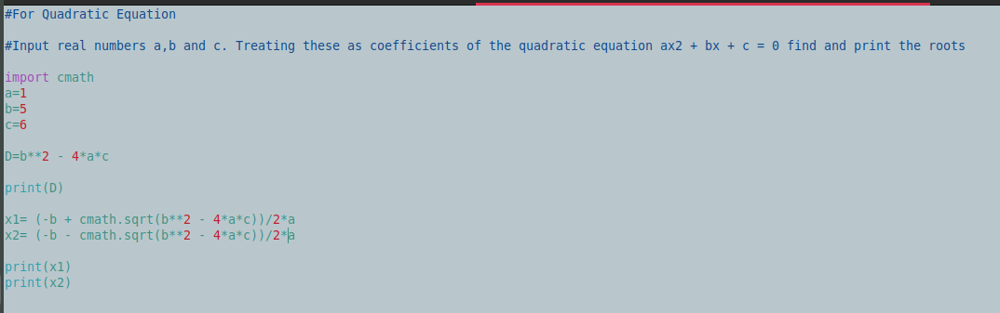 #For Quadratic Equation
#Input real numbers a,b and c. Treating these as coefficients of the quadratic equation ax2 + bx + c = 0 find and print the roots
import cmath
a=1
b=5
c=6
D=b**2 - 4*a*c
print(D)
x1= (-b + cmath.sqrt(b**2 - 4*a*c))/2*a
x2= (-b - cmath.sqrt(b**2 - 4*a*c))/2*a
print(x1)
print(x2)